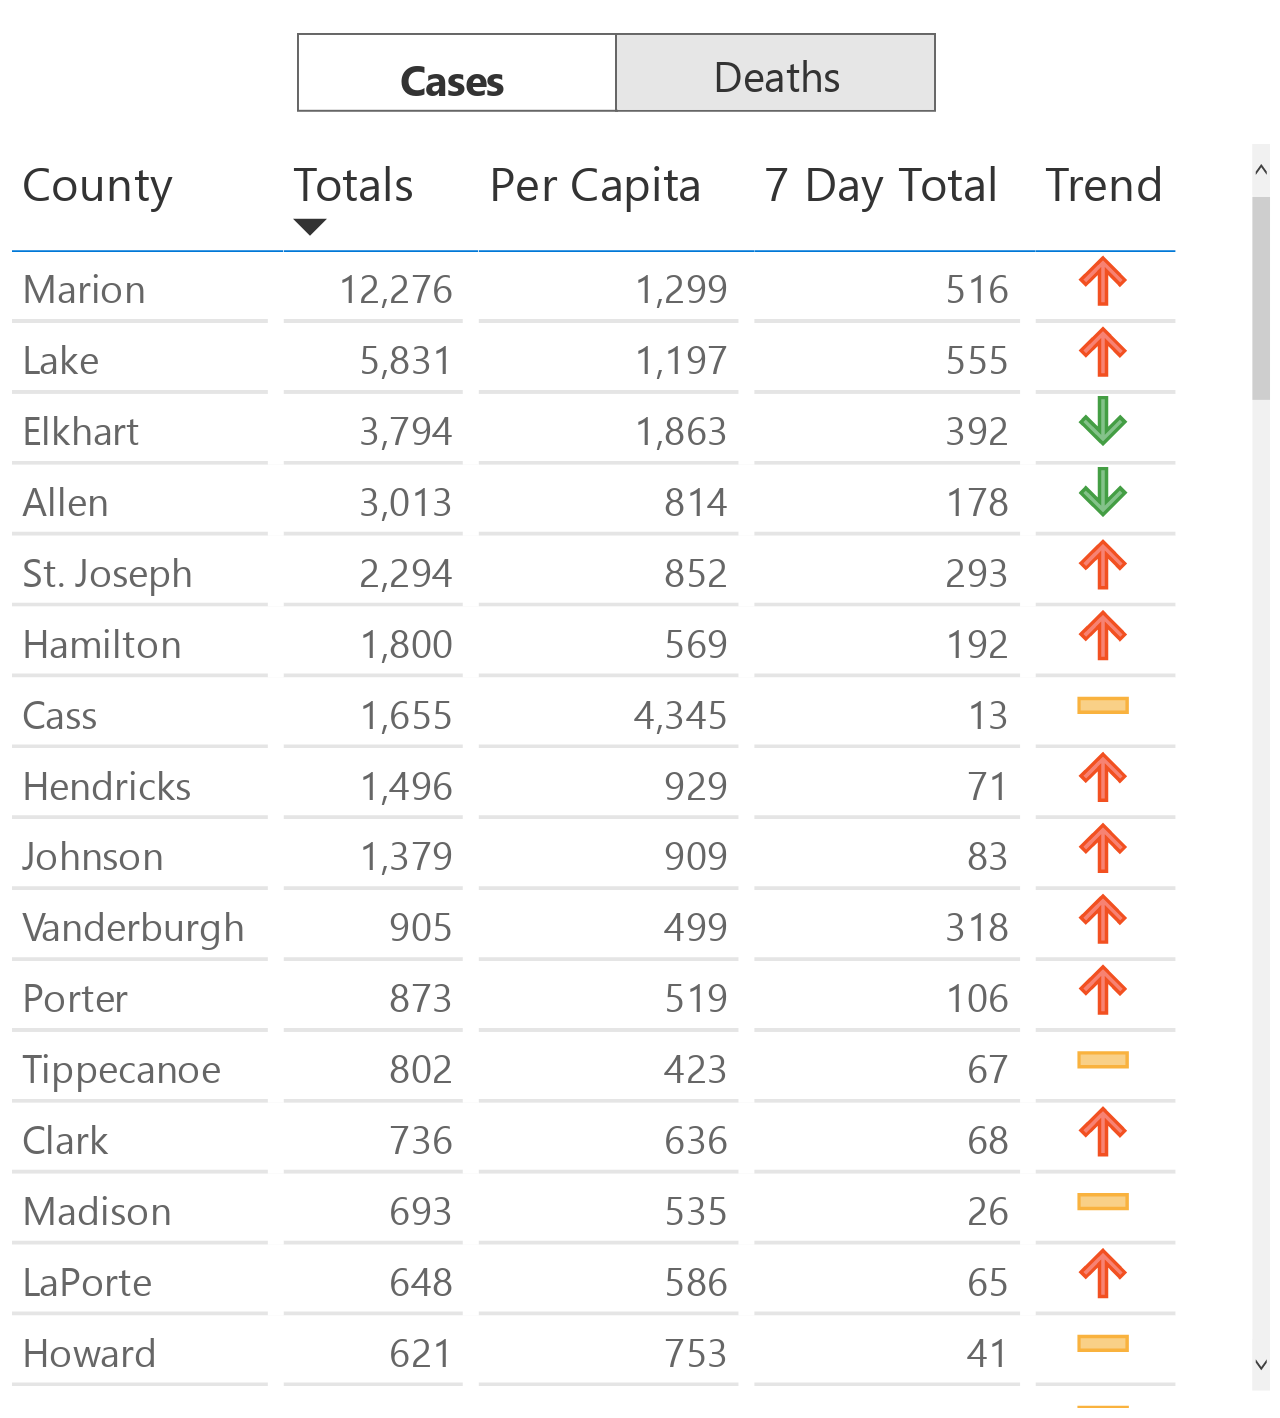 Cases Deaths
County Totals Per Capita 7 Day Total Trend
Marion 12,276 1,299 516
Lake 5,831 1,197 555
Elkhart 3,794 1,863 392
Allen 3,013 814 178
St. Joseph 2,294 852 293
Hamilton 1,800 569 192
Cass 1,655 4,345 13
Hendricks 1,496 929 71
Johnson 1,379 909 83
Vanderburgh 905 499 318
Porter 873 519 106
Tippecanoe 802 423 67
Clark 736 636 68
Madison 693 535 26
LaPorte 648 586 65
Howard 621 753 41